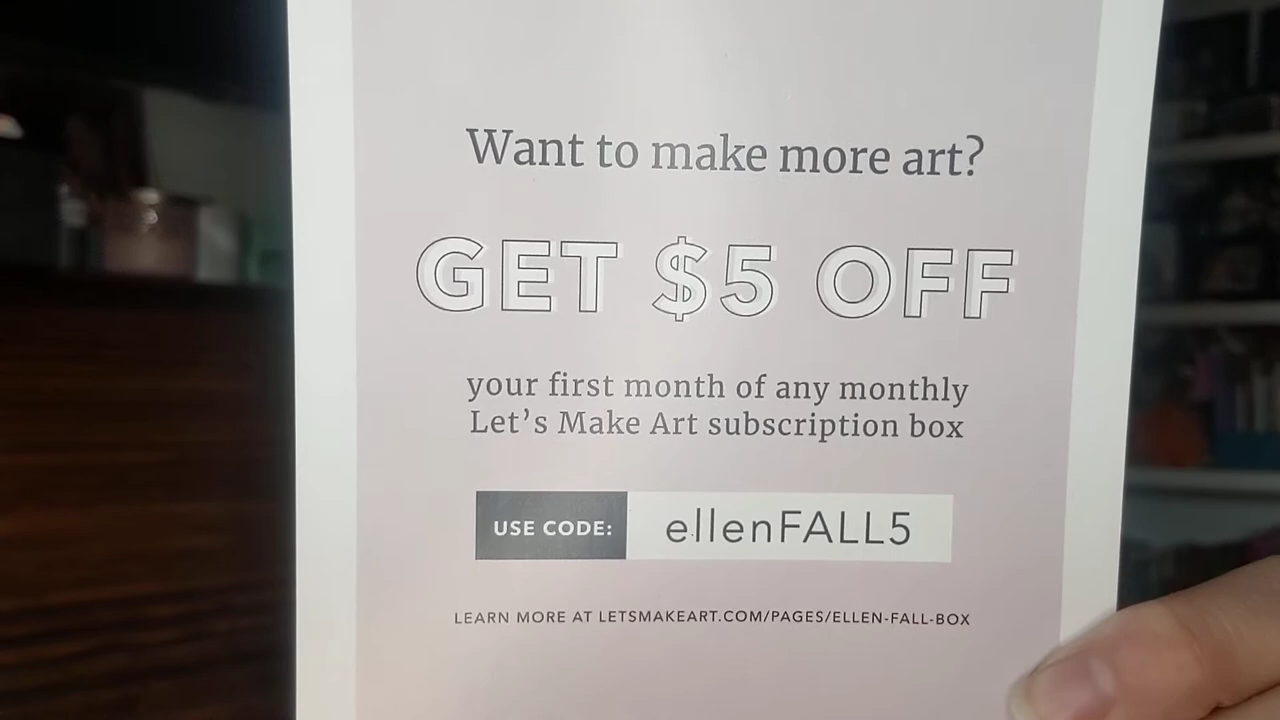 Want to make more art?
GET $5 OFF
your first month of any monthly
Let's Make Art subscription box
USE CODE: ellenFALL5
LEARN MORE AT LETSMAKEART.COM/PAGES/ELLEN-FALL-BOX